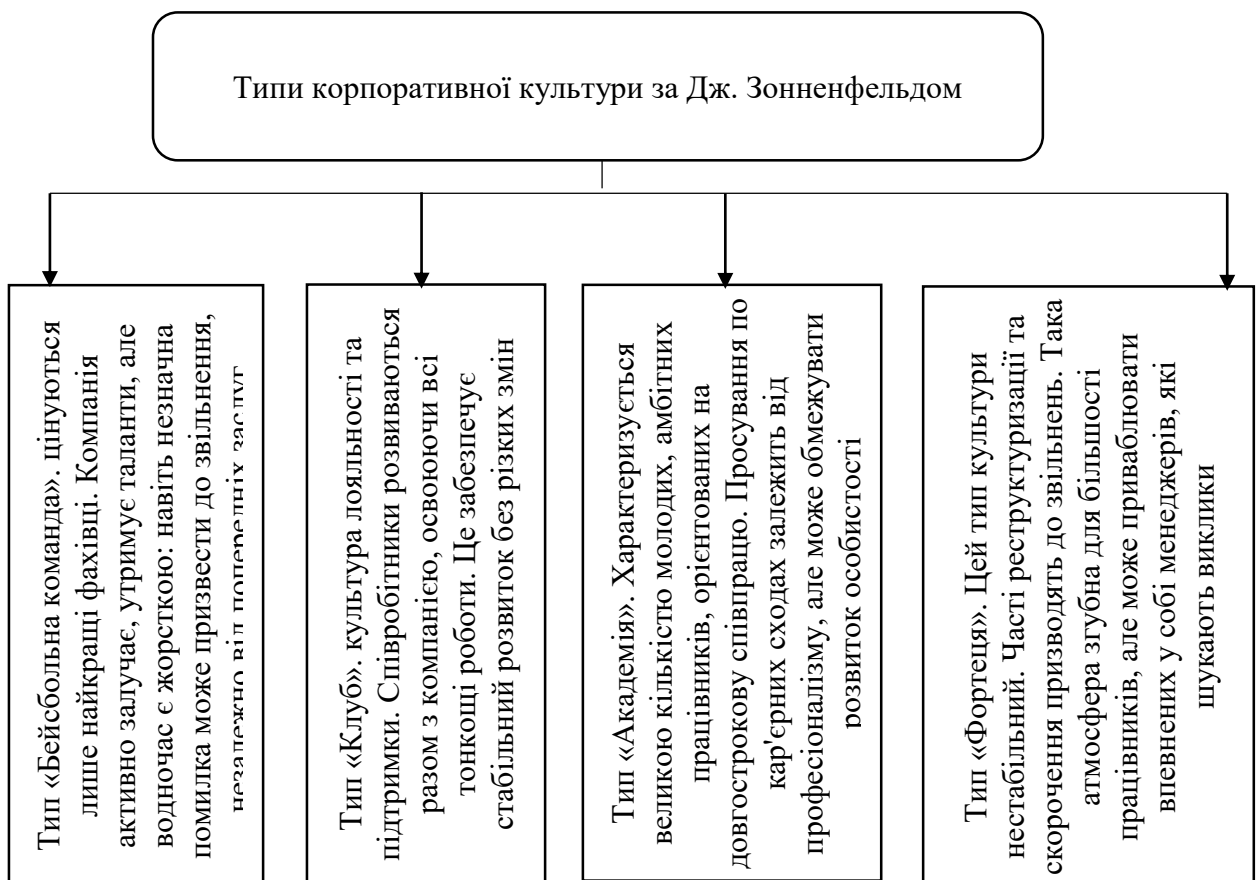 Типи корпоративної культури за Дж. Зонненфельдом
Тип «Бейсбольна команда». цінуються
лише найкращі фахівці. Компанія
активно залучає, утримує таланти, але
водночас є жорсткою: навіть незначна
помилка може призвести до звільнення,
незалежно від попередніх заслуг
Тип «Клуб». культура лояльності та
підтримки. Співробітники розвиваються
разом з компанією, освоюючи всі
тонкощі роботи. Це забезпечує
стабільний розвиток без різких змін
Тип «Академія». Характеризується
великою кількістю молодих, амбітних
працівників, орієнтованих на
довгострокову співпрацю. Просування по
кар'єрних сходах залежить від
професіоналізму, але може обмежувати
розвиток особистості
Тип «Фортеця». Цей тип культури
нестабільний. Часті реструктуризації та
скорочення призводять до звільнень. Така
атмосфера згубна для більшості
працівників, але може приваблювати
впевнених у собі менеджерів, які
шукають виклики